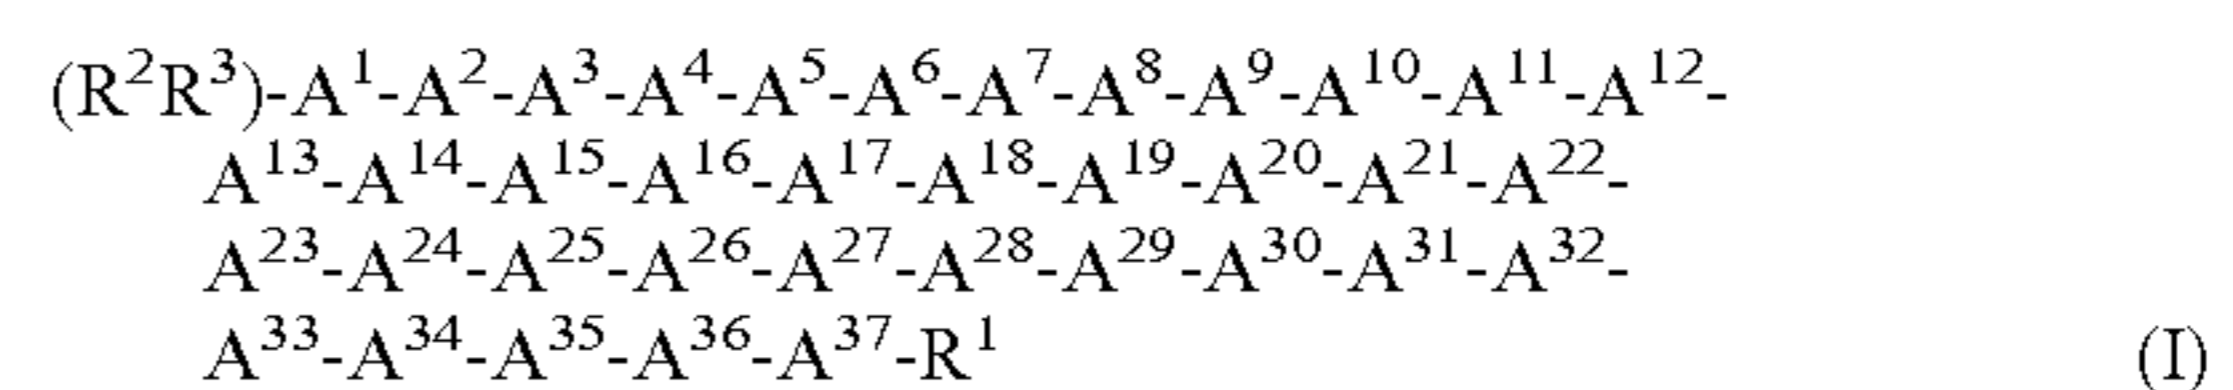 (R²R³)-A¹-A²-A³-A⁴-A⁵-A⁶-A⁷-A⁸-A⁹-A¹⁰-A¹¹-A¹²-
A¹³-A¹⁴-A¹⁵-A¹⁶-A¹⁷-A¹⁸-A¹⁹-A²⁰-A²¹-A²²-
A²³-A²⁴-A²⁵-A²⁶-A²⁷-A²⁸-A²⁹-A³⁰-A³¹-A³²-
A³³-A³⁴-A³⁵-A³⁶-A³⁷-R¹ (I)